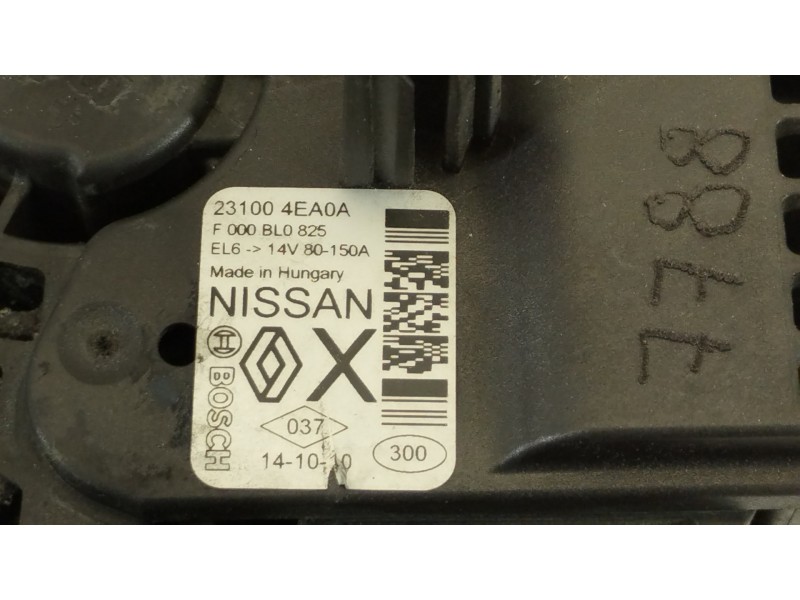 23100 4EA0A
F 000 BL0 825
EL6 -> 14V 80-150A
Made in Hungary
NISSAN
X
BOSCH
037
14-10-10
300
7788